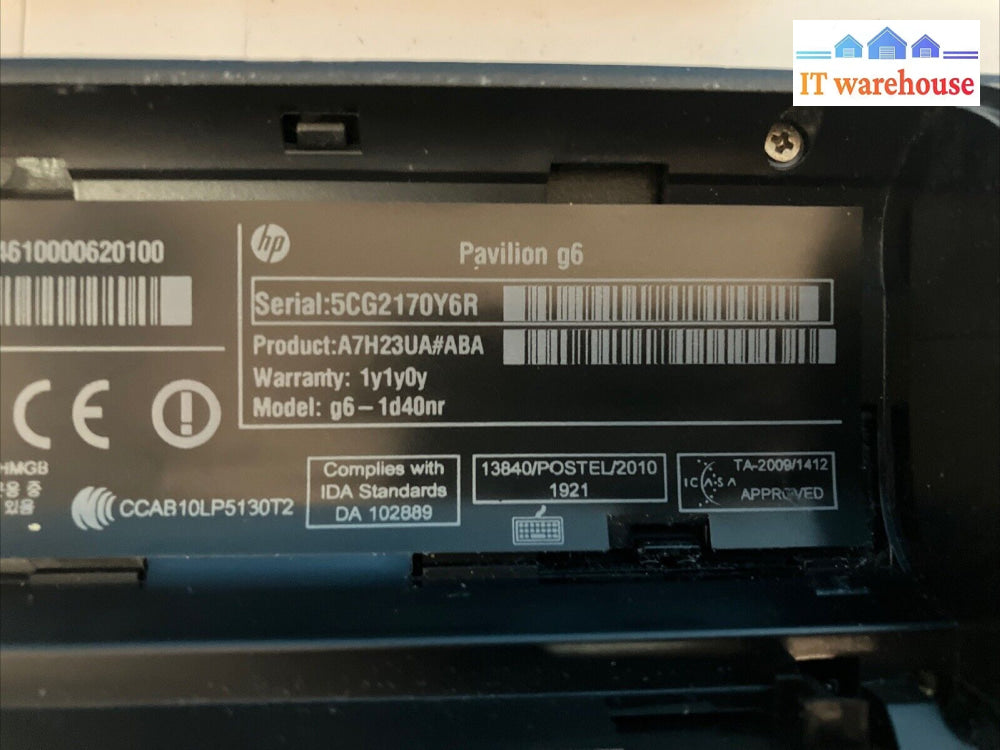 IT warehouse
4610000620100
hp
Pavilion g6
Serial:5CG2170Y6R
Product:A7H23UA#ABA
Warranty: 1y1y0y
Model: g6-1d40nr
CE
HMGB
CCAB10LP5130T2
Complies with
IDA Standards
DA 102889
13840/POSTEL/2010
1921
TA-2009/1412
ICASA
APPROVED